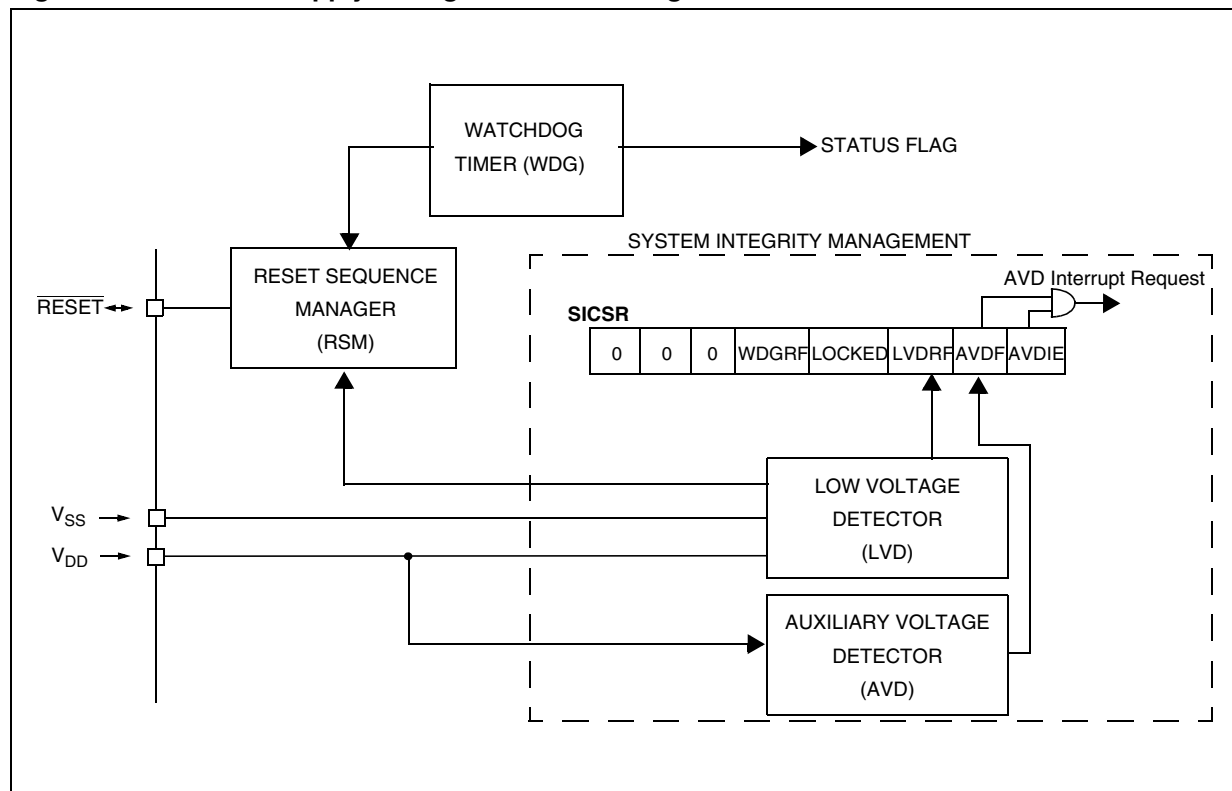 WATCHDOG
TIMER (WDG)
STATUS FLAG
SYSTEM INTEGRITY MANAGEMENT
RESET SEQUENCE
MANAGER
(RSM)
RESET
AVD Interrupt Request
SICSR
0 0 0 WDGRF LOCKED LVDRF AVDF AVDIE
LOW VOLTAGE
DETECTOR
(LVD)
VSS
VDD
AUXILIARY VOLTAGE
DETECTOR
(AVD)